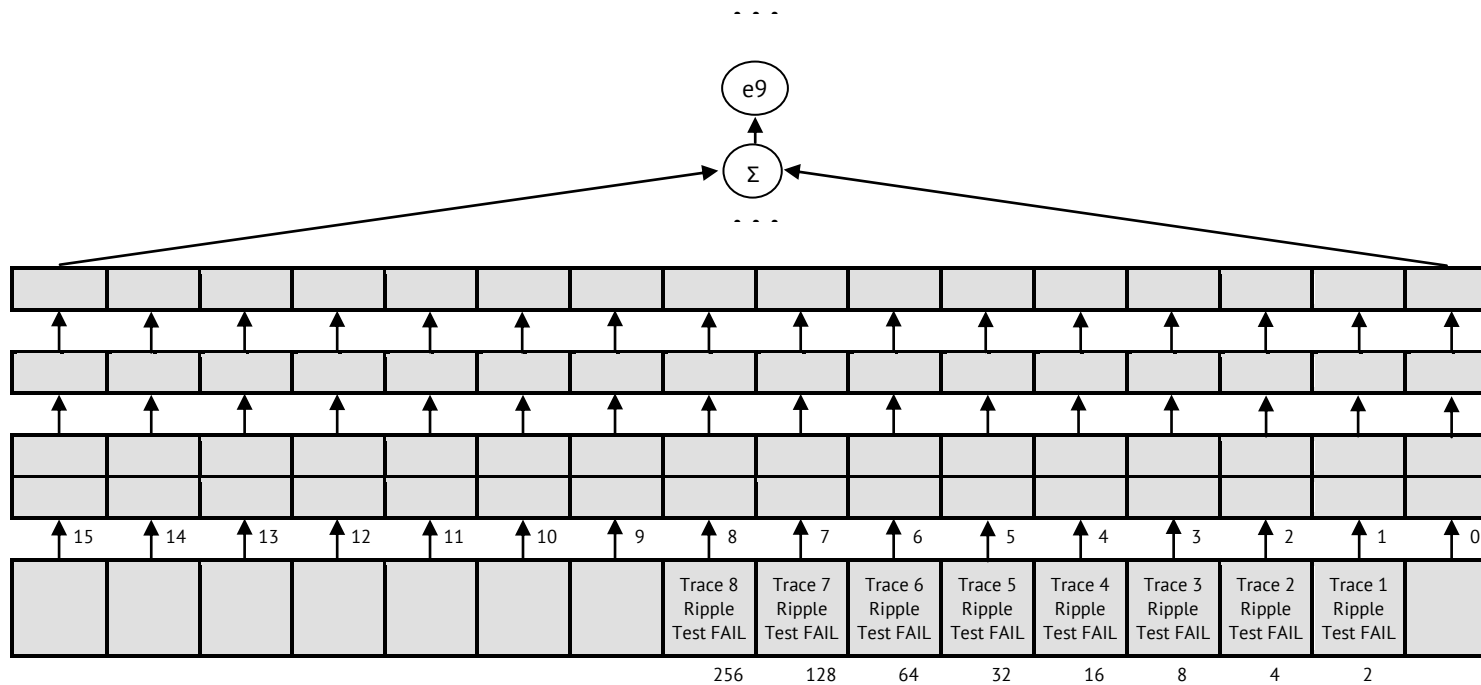 . . .
e9
Σ
. . .
15 14 13 12 11 10 9 8 7 6 5 4 3 2 1 0
Trace 8 Trace 7 Trace 6 Trace 5 Trace 4 Trace 3 Trace 2 Trace 1
Ripple Ripple Ripple Ripple Ripple Ripple Ripple Ripple
Test FAIL Test FAIL Test FAIL Test FAIL Test FAIL Test FAIL Test FAIL Test FAIL
256 128 64 32 16 8 4 2